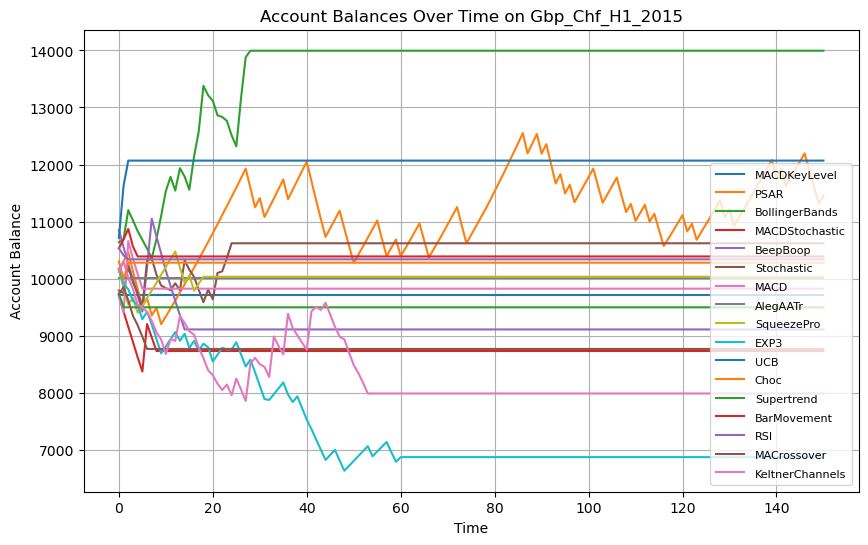 Account Balances Over Time on Gbp_Chf_H1_2015
14000
13000
12000
11000
10000
9000
8000
7000
Account Balance
0
20
40
60
80
100
120
140
Time
MACDKeyLevel
PSAR
BollingerBands
MACDStochastic
BeepBoop
Stochastic
MACD
AlegAATr
SqueezePro
EXP3
UCB
Choc
Supertrend
BarMovement
RSI
MACrossover
KeltnerChannels